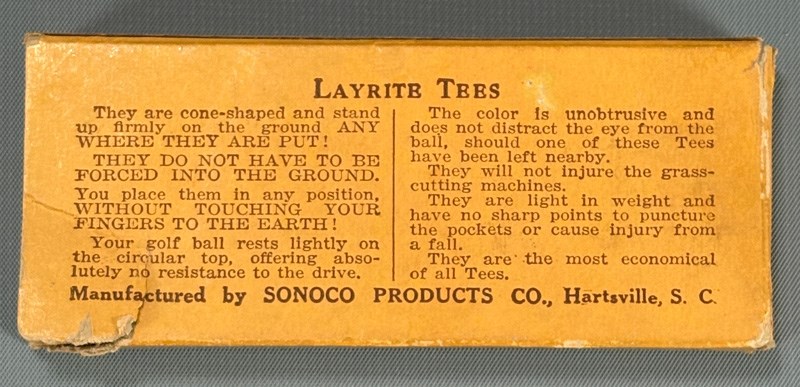 LAYRITE TEES
They are cone-shaped and stand
up firmly on the ground ANY
WHERE THEY ARE PUT!
THEY DO NOT HAVE TO BE
FORCED INTO THE GROUND.
You place them in any position,
WITHOUT TOUCHING YOUR
FINGERS TO THE EARTH!
Your golf ball rests lightly on
the circular top, offering abso-
lutely no resistance to the drive.
The color is unobtrusive and
does not distract the eye from the
ball, should one of these Tees
have been left nearby.
They will not injure the grass-
cutting machines.
They are light in weight and
have no sharp points to puncture
the pockets or cause injury from
a fall.
They are the most economical
of all Tees.
Manufactured by SONOCO PRODUCTS CO., Hartsville, S. C.